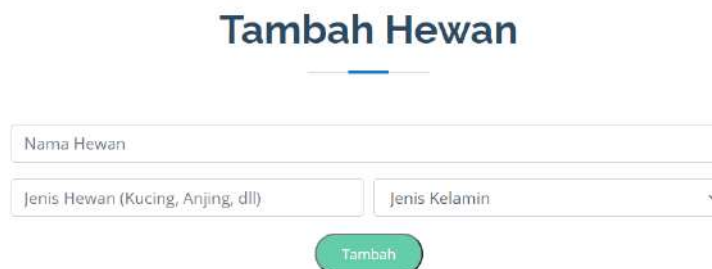 Tambah Hewan
Nama Hewan
Jenis Hewan (Kucing, Anjing, dll)
Jenis Kelamin
Tambah